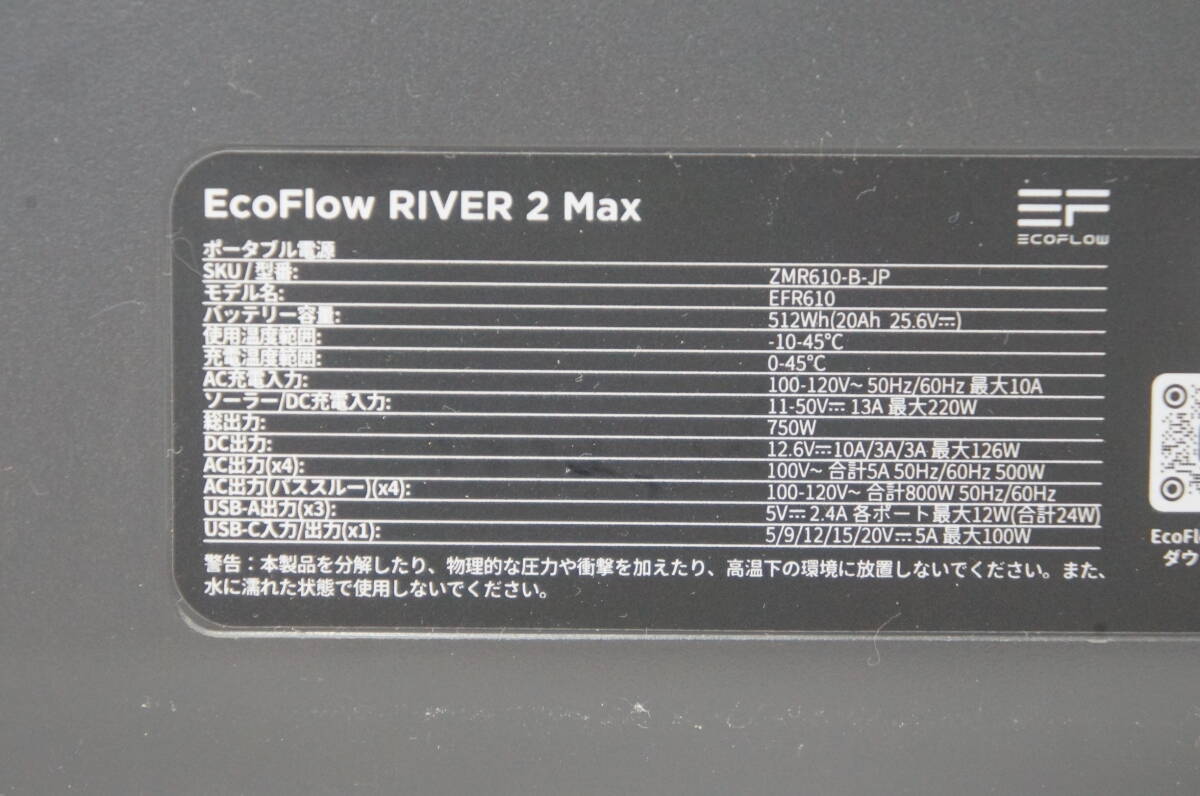 EcoFlow RIVER 2 Max
ECOFLOW
ポータブル電源
SKU/型番: ZMR610-B-JP
モデル名: EFR610
バッテリー容量: 512Wh(20Ah 25.6V⎓)
使用温度範囲: -10-45℃
充電温度範囲: 0-45℃
AC充電入力: 100-120V~ 50Hz/60Hz 最大10A
ソーラー/DC充電入力: 11-50V⎓ 13A 最大220W
総出力: 750W
DC出力: 12.6V⎓10A/3A/3A 最大126W
AC出力(x4): 100V~ 合計5A 50Hz/60Hz 500W
AC出力(パススルー)(x4): 100-120V~ 合計800W 50Hz/60Hz
USB-A出力(x3): 5V⎓ 2.4A 各ポート最大12W(合計24W)
USB-C入力/出力(x1): 5/9/12/15/20V⎓ 5A 最大100W
警告：本製品を分解したり、物理的な圧力や衝撃を加えたり、高温下の環境に放置しないでください。また、
水に濡れた状態で使用しないでください。
EcoFl
ダウ